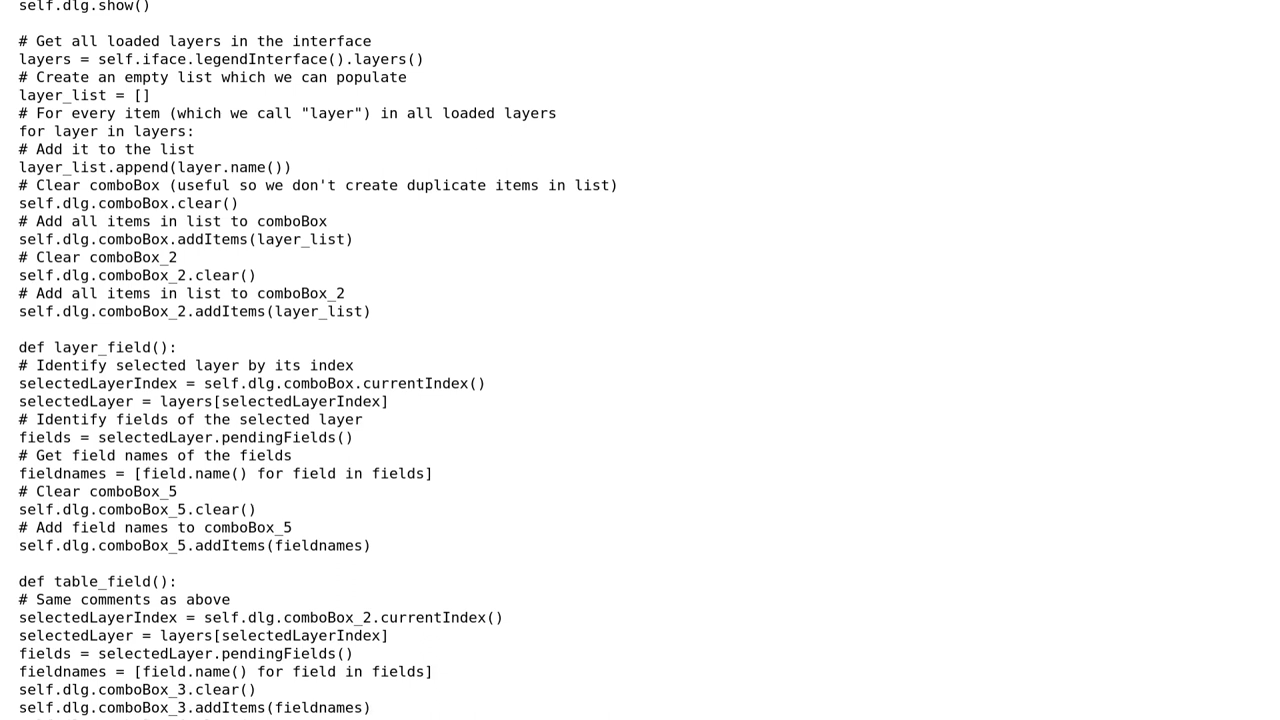 self.dlg.show()
# Get all loaded layers in the interface
layers = self.iface.legendInterface().layers()
# Create an empty list which we can populate
layer_list = []
# For every item (which we call "layer") in all loaded layers
for layer in layers:
# Add it to the list
layer_list.append(layer.name())
# Clear comboBox (useful so we don't create duplicate items in list)
self.dlg.comboBox.clear()
# Add all items in list to comboBox
self.dlg.comboBox.addItems(layer_list)
# Clear comboBox_2
self.dlg.comboBox_2.clear()
# Add all items in list to comboBox_2
self.dlg.comboBox_2.addItems(layer_list)
def layer_field():
# Identify selected layer by its index
selectedLayerIndex = self.dlg.comboBox.currentIndex()
selectedLayer = layers[selectedLayerIndex]
# Identify fields of the selected layer
fields = selectedLayer.pendingFields()
# Get field names of the fields
fieldnames = [field.name() for field in fields]
# Clear comboBox_5
self.dlg.comboBox_5.clear()
# Add field names to comboBox_5
self.dlg.comboBox_5.addItems(fieldnames)
def table_field():
# Same comments as above
selectedLayerIndex = self.dlg.comboBox_2.currentIndex()
selectedLayer = layers[selectedLayerIndex]
fields = selectedLayer.pendingFields()
fieldnames = [field.name() for field in fields]
self.dlg.comboBox_3.clear()
self.dlg.comboBox_3.addItems(fieldnames)